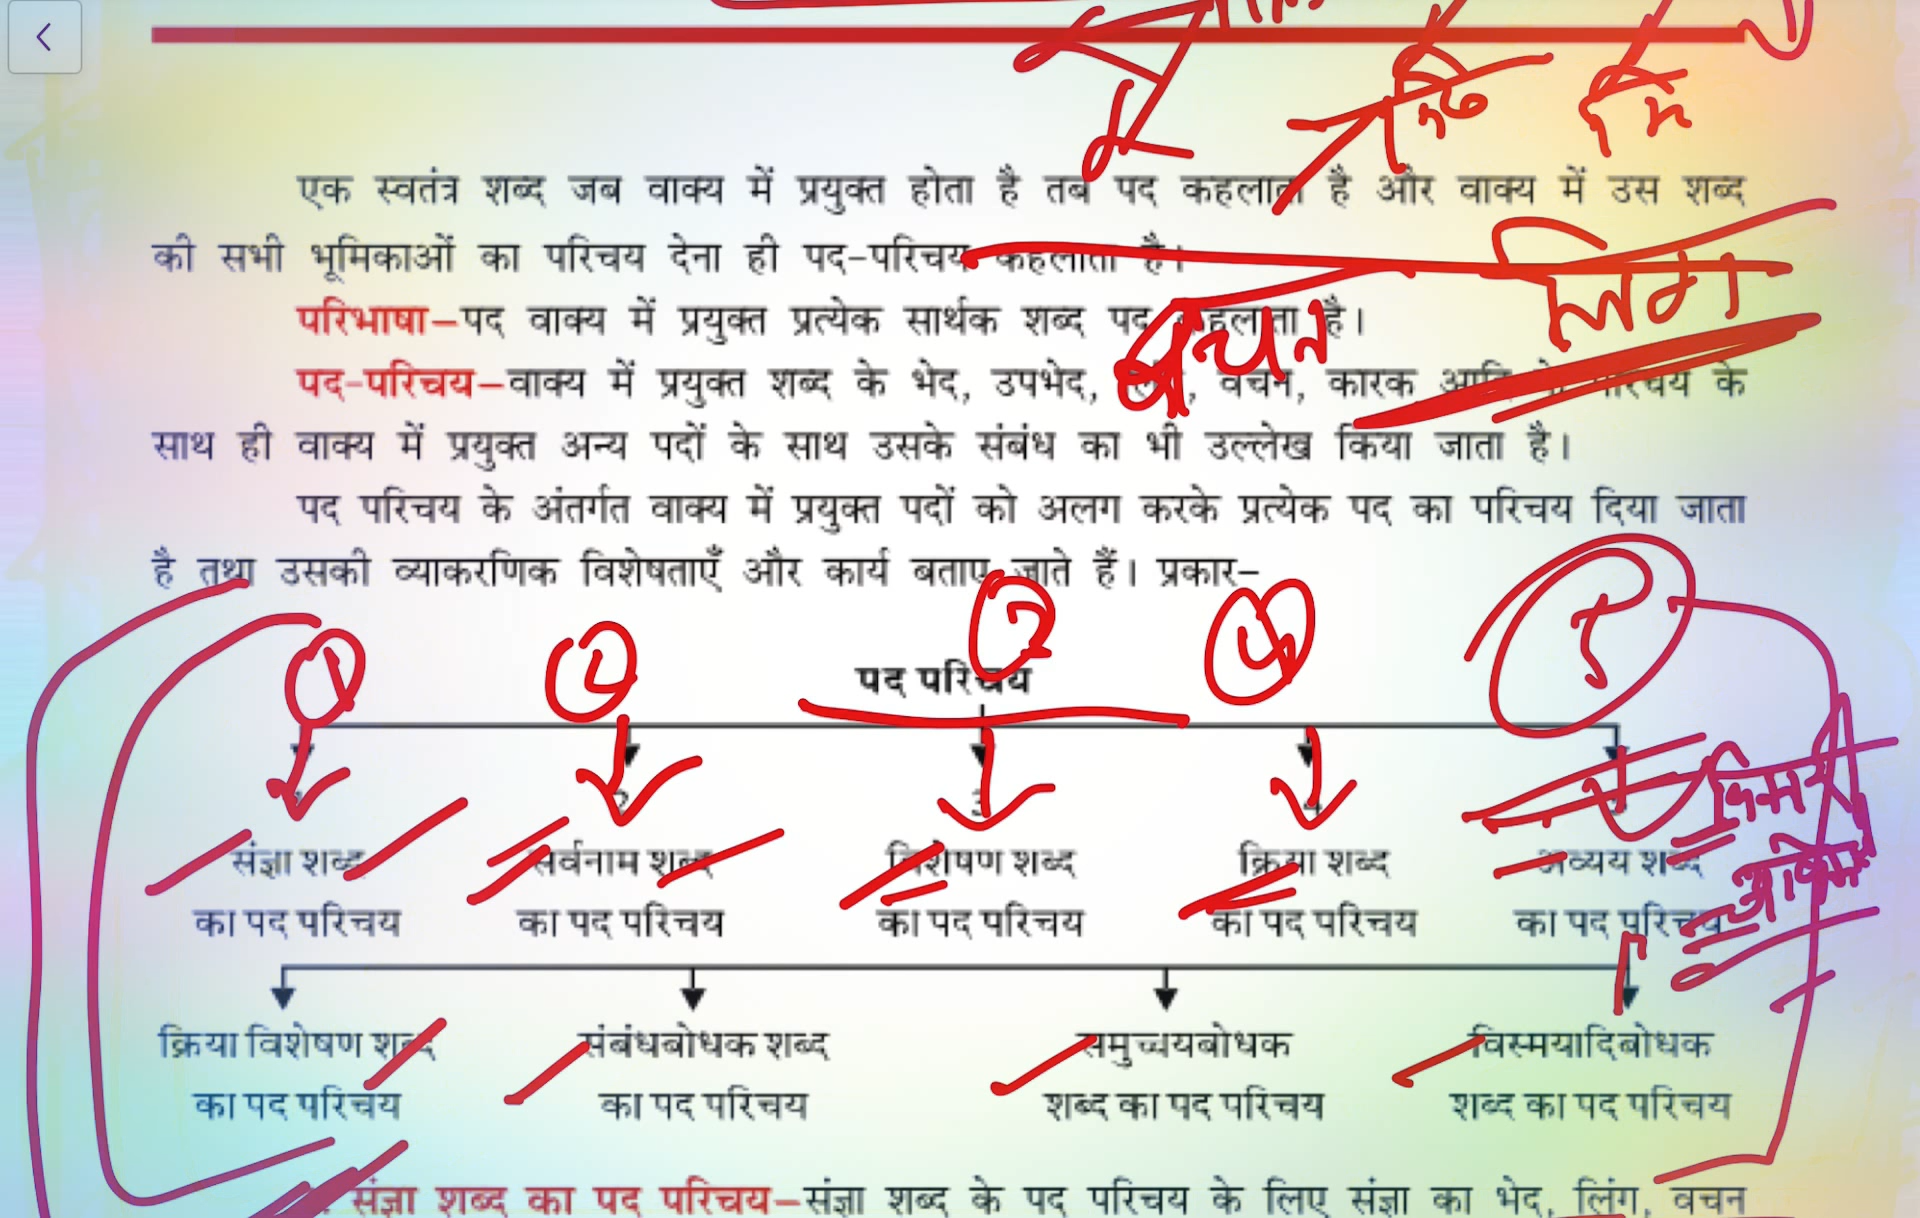 एक स्वतंत्र शब्द जब वाक्य में प्रयुक्त होता है तब पद कहलाता है और वाक्य में उस शब्द
की सभी भूमिकाओं का परिचय देना ही पद-परिचय कहलाता है।
परिभाषा–पद वाक्य में प्रयुक्त प्रत्येक सार्थक शब्द पद कहलाता है।
वचन लिंग
पद-परिचय–वाक्य में प्रयुक्त शब्द के भेद, उपभेद, वचन, कारक आदि के परिचय के
साथ ही वाक्य में प्रयुक्त अन्य पदों के साथ उसके संबंध का भी उल्लेख किया जाता है।
पद परिचय के अंतर्गत वाक्य में प्रयुक्त पदों को अलग करके प्रत्येक पद का परिचय दिया जाता
है तथा उसकी व्याकरणिक विशेषताएँ और कार्य बताए जाते हैं। प्रकार–
1 2 4 5
पद परिचय
2 3
संज्ञा शब्द सर्वनाम शब्द विशेषण शब्द क्रिया शब्द अव्यय शब्द
का पद परिचय का पद परिचय का पद परिचय का पद परिचय का पद परिचय
क्रिया विशेषण शब्द संबंधबोधक शब्द समुच्चयबोधक विस्मयादिबोधक
का पद परिचय का पद परिचय शब्द का पद परिचय शब्द का पद परिचय
संज्ञा शब्द का पद परिचय–संज्ञा शब्द के पद परिचय के लिए संज्ञा का भेद, लिंग, वचन